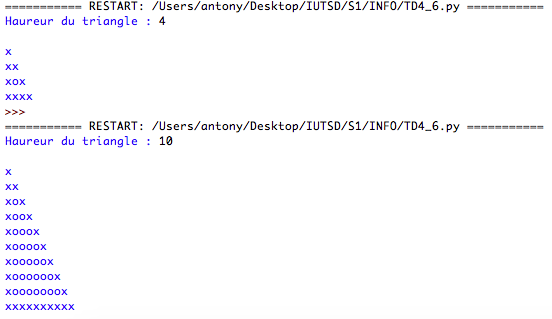 =========== RESTART: /Users/antony/Desktop/IUTSD/S1/INFO/TD4_6.py ===========
Haureur du triangle : 4
x
xx
xox
xxxx
>>>
=========== RESTART: /Users/antony/Desktop/IUTSD/S1/INFO/TD4_6.py ===========
Haureur du triangle : 10
x
xx
xox
xoox
xooox
xoooox
xooooox
xoooooox
xooooooox
xxxxxxxxxx